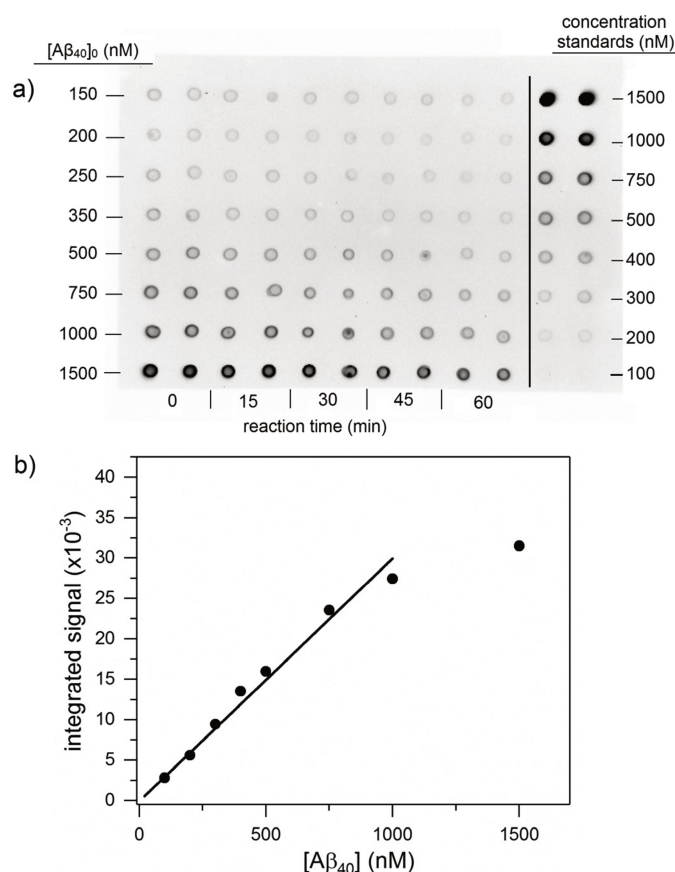 [Aβ40]0 (nM)
concentration
standards (nM)
a)
150
1500
200
1000
250
750
350
500
500
400
750
300
1000
200
1500
100
0 | 15 | 30 | 45 | 60
reaction time (min)
b)
40
35
30
25
20
15
10
5
0
integrated signal (x10-3)
0 500 1000 1500
[Aβ40] (nM)